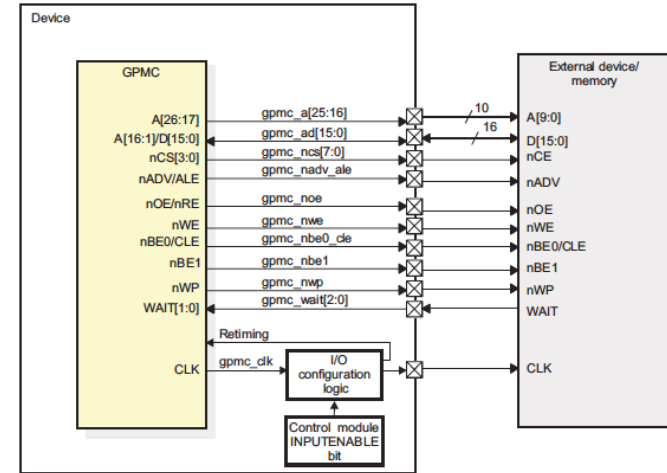 Device
GPMC
External device/
memory
A[26:17]
gpmc_a[25:16]
10
A[9:0]
A[16:1]/D[15:0]
gpmc_ad[15:0]
16
D[15:0]
nCS[3:0]
gpmc_ncs[7:0]
nCE
nADV/ALE
gpmc_nadv_ale
nADV
nOE/nRE
gpmc_noe
nOE
nWE
gpmc_nwe
nWE
nBE0/CLE
gpmc_nbe0_cle
nBE0/CLE
nBE1
gpmc_nbe1
nBE1
nWP
gpmc_nwp
nWP
WAIT[1:0]
gpmc_wait[2:0]
WAIT
Retiming
CLK
gpmc_clk
I/O
configuration
logic
CLK
Control module
INPUTENABLE
bit